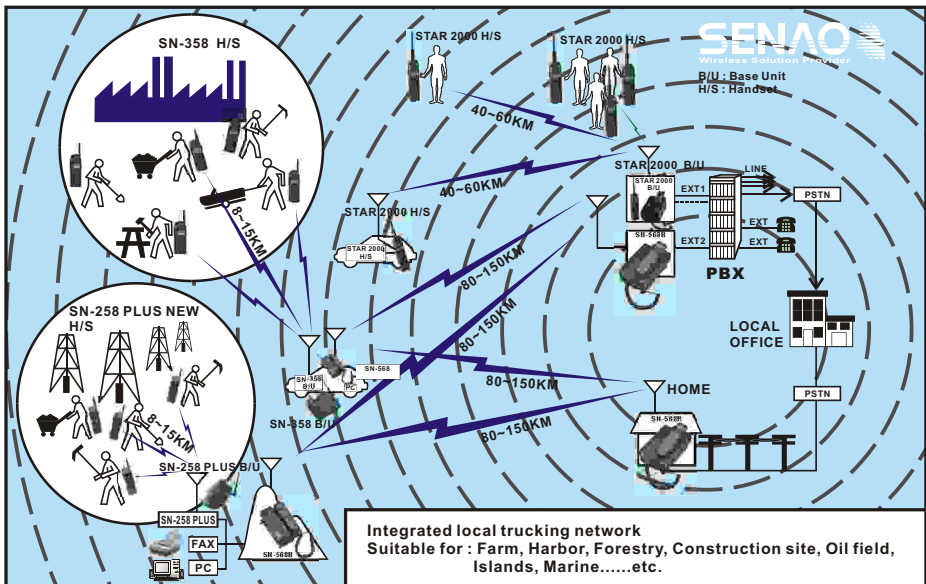 SN-358 H/S
STAR 2000 H/S
STAR 2000 H/S
SENAO
Wireless Solution Provider
B/U : Base Unit
H/S : Handset
40~60KM
STAR 2000 B/U
STAR 2000
B/U
EXT1
LINE
PSTN
40~60KM
STAR 2000 H/S
STAR 2000
H/S
EXT
SN-568B
EXT2
EXT
PBX
8~15KM
80~150KM
80~150KM
SN-258 PLUS NEW
H/S
LOCAL
OFFICE
SN-568
SN-358
B/U
PC
80~150KM
HOME
PSTN
SN-358 B/U
8~15KM
80~150KM
SN-258 PLUS B/U
SN-258 PLUS
FAX
PC
SN-568B
Integrated local trucking network
Suitable for : Farm, Harbor, Forestry, Construction site, Oil field,
Islands, Marine......etc.